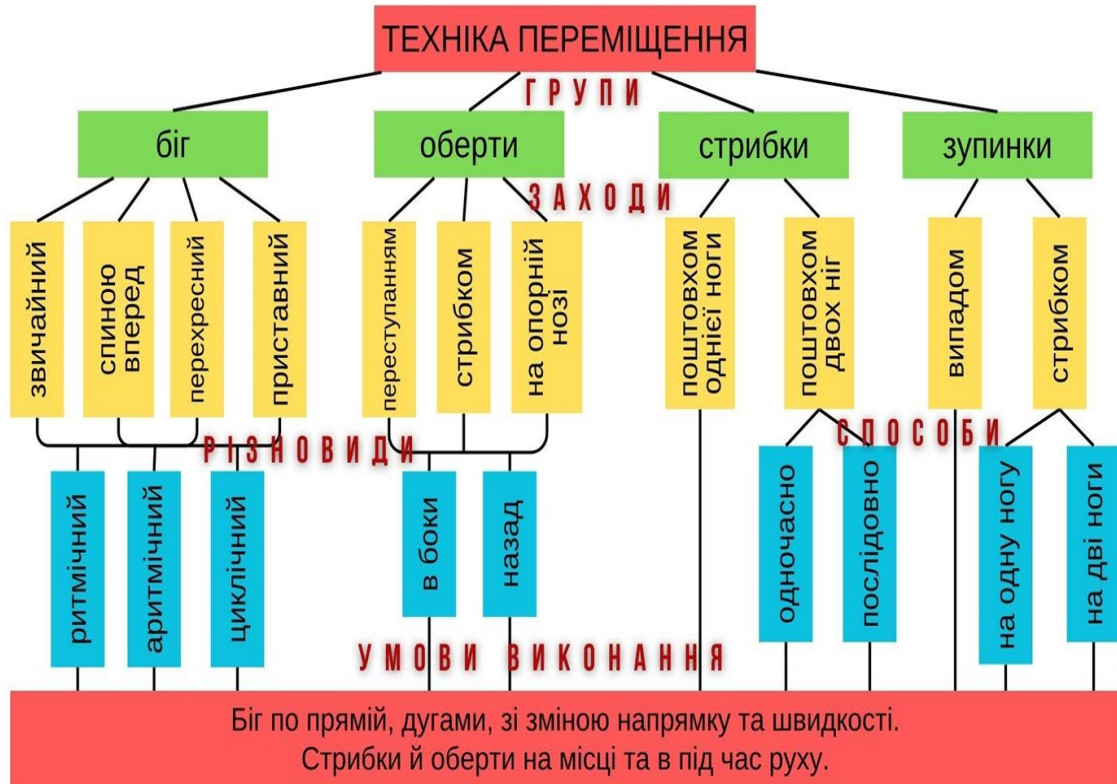 ТЕХНІКА ПЕРЕМІЩЕННЯ
ГРУПИ
біг
оберти
стрибки
зупинки
ЗАХОДИ
звичайний
спиною
вперед
перехресний
приставний
переступанням
стрибком
на опорній
нозі
поштовхом
однієї ноги
поштовхом
двох ніг
випадом
стрибком
РІЗНОВИДИ
СПОСОБИ
ритмічний
аритмічний
циклічний
в боки
назад
одночасно
послідовно
на одну ногу
на дві ноги
УМОВИ ВИКОНАННЯ
Біг по прямій, дугами, зі зміною напрямку та швидкості.
Стрибки й оберти на місці та в під час руху.